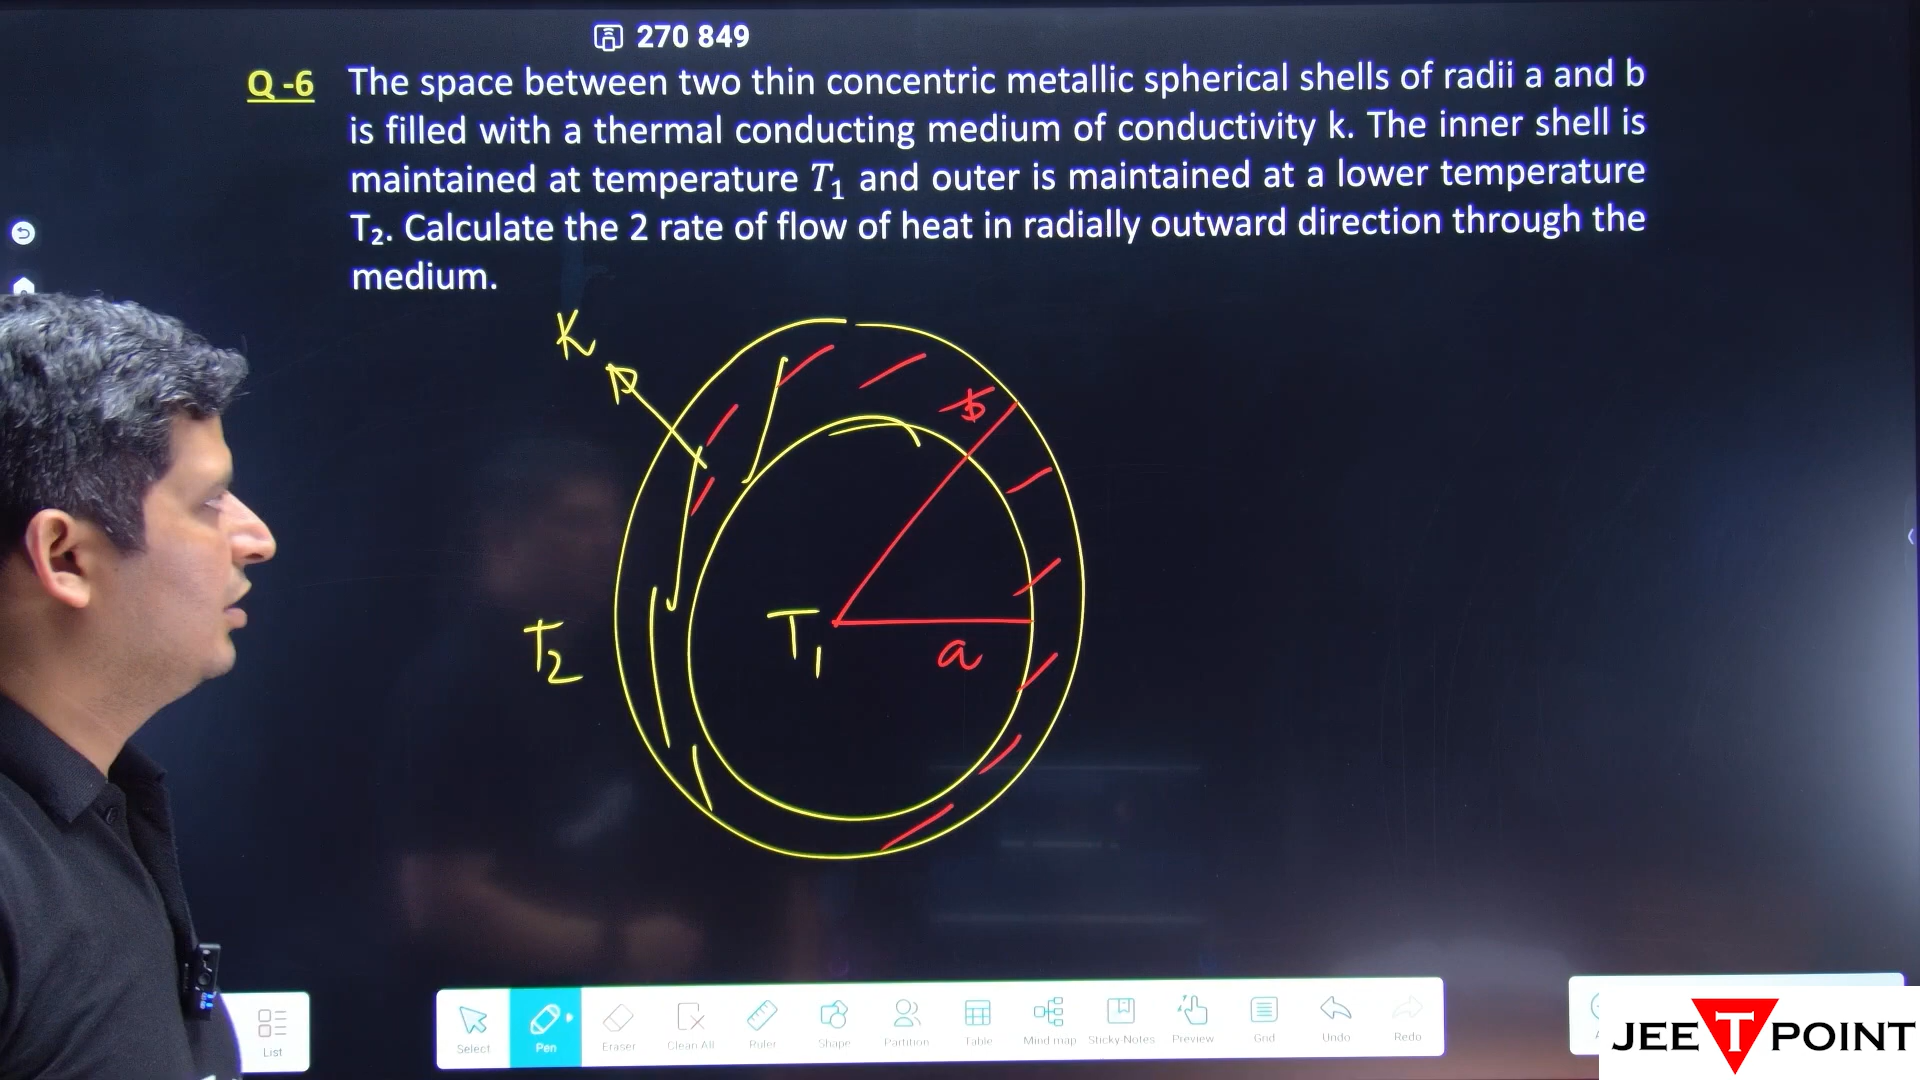 270 849
Q -6 The space between two thin concentric metallic spherical shells of radii a and b
is filled with a thermal conducting medium of conductivity k. The inner shell is
maintained at temperature T₁ and outer is maintained at a lower temperature
T₂. Calculate the 2 rate of flow of heat in radially outward direction through the
medium.
K
b
T₁
a
T₂
List
Select
Pen
Eraser
Clean All
Ruler
Shape
Partition
Table
Mind map
Sticky-Notes
Preview
Grid
Undo
Redo
JEE T POINT